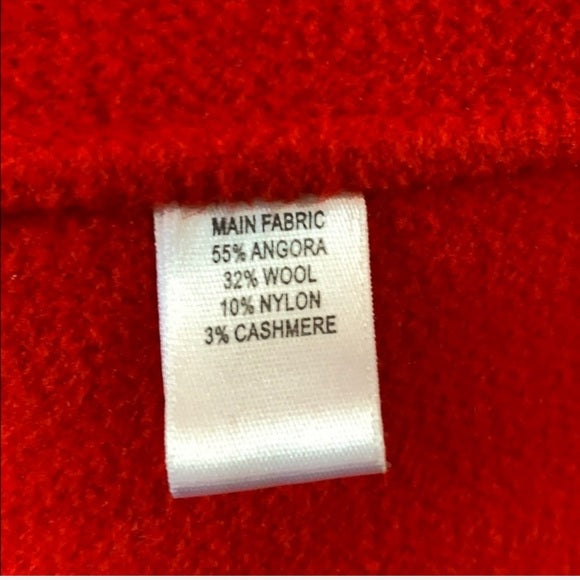 MAIN FABRIC
55% ANGORA
32% WOOL
10% NYLON
3% CASHMERE